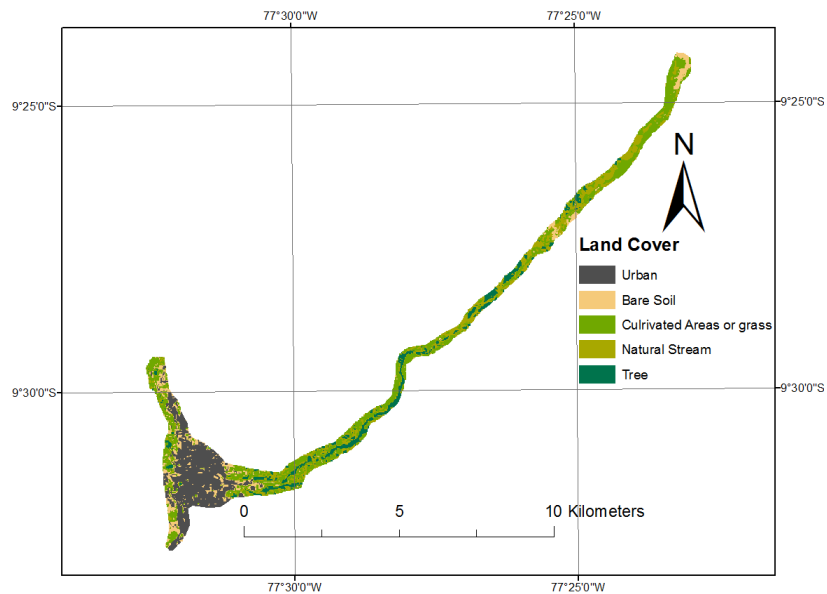 77°30'0"W 77°25'0"W
9°25'0"S 9°25'0"S
N
Land Cover
Urban
Bare Soil
Culrivated Areas or grass
Natural Stream
Tree
9°30'0"S 9°30'0"S
0 5 10 Kilometers
77°30'0"W 77°25'0"W